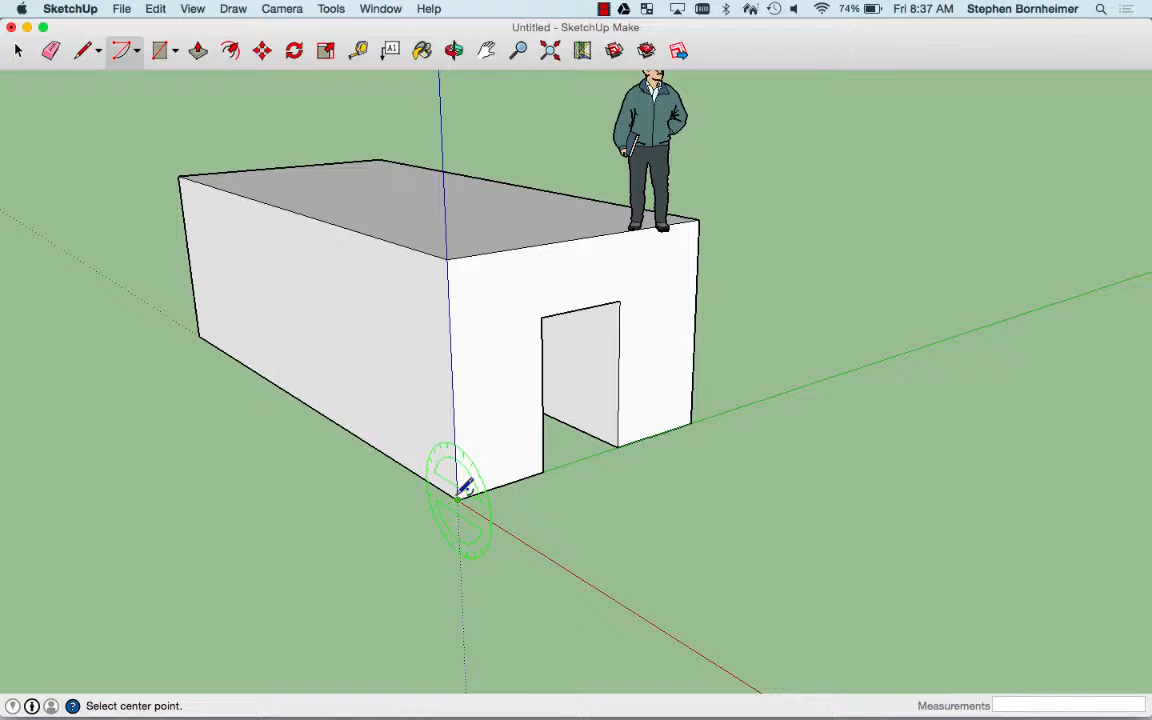 SketchUp File Edit View Draw Camera Tools Window Help 74% Fri 8:37 AM Stephen Bornheimer
Untitled - SketchUp Make
A1
Select center point. Measurements